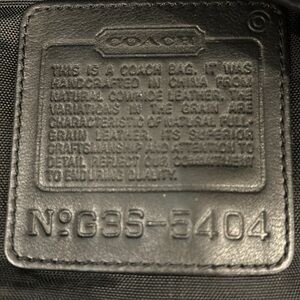 COACH
THIS IS A COACH BAG. IT WAS
HANDCRAFTED IN CHINA FROM
NATURAL COWHIDE LEATHER. THE
VARIATIONS IN THE GRAIN ARE
CHARACTERISTIC OF NATURAL FULL-
GRAIN LEATHER. ITS SUPERIOR
CRAFTSMANSHIP AND ATTENTION TO
DETAIL REFLECT OUR COMMITMENT
TO ENDURING QUALITY.
NºG3S-5404